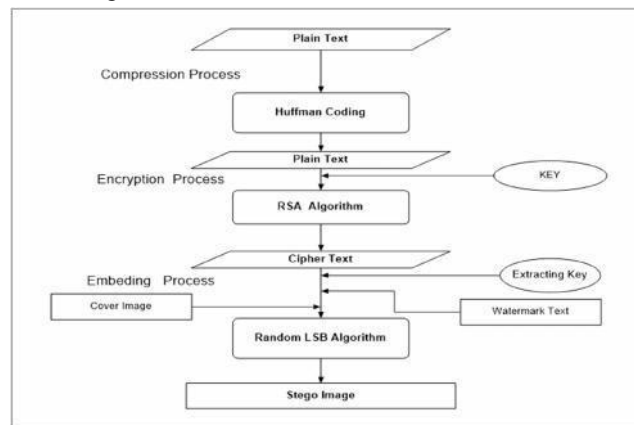 Plain Text
Compression Process
Huffman Coding
Plain Text
Encryption Process
KEY
RSA Algorithm
Cipher Text
Embeding Process
Extracting Key
Cover Image
Watermark Text
Random LSB Algorithm
Stego Image